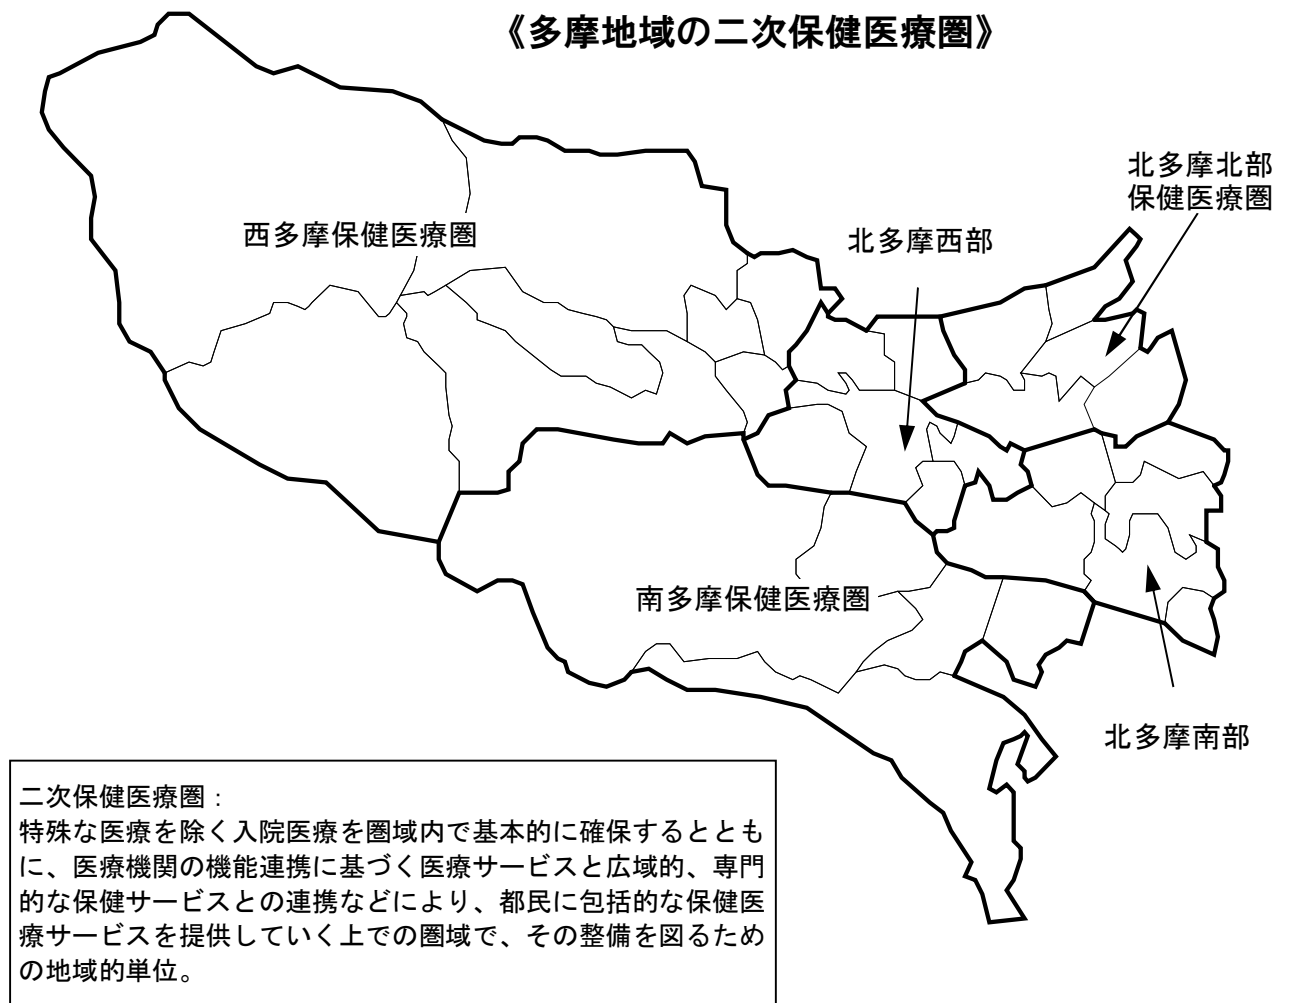 《多摩地域の二次保健医療圏》
北多摩北部
保健医療圏
西多摩保健医療圏
北多摩西部
南多摩保健医療圏
北多摩南部
二次保健医療圏：
特殊な医療を除く入院医療を圏域内で基本的に確保するととも
に、医療機関の機能連携に基づく医療サービスと広域的、専門
的な保健サービスとの連携などにより、都民に包括的な保健医
療サービスを提供していく上での圏域で、その整備を図るため
の地域的単位。